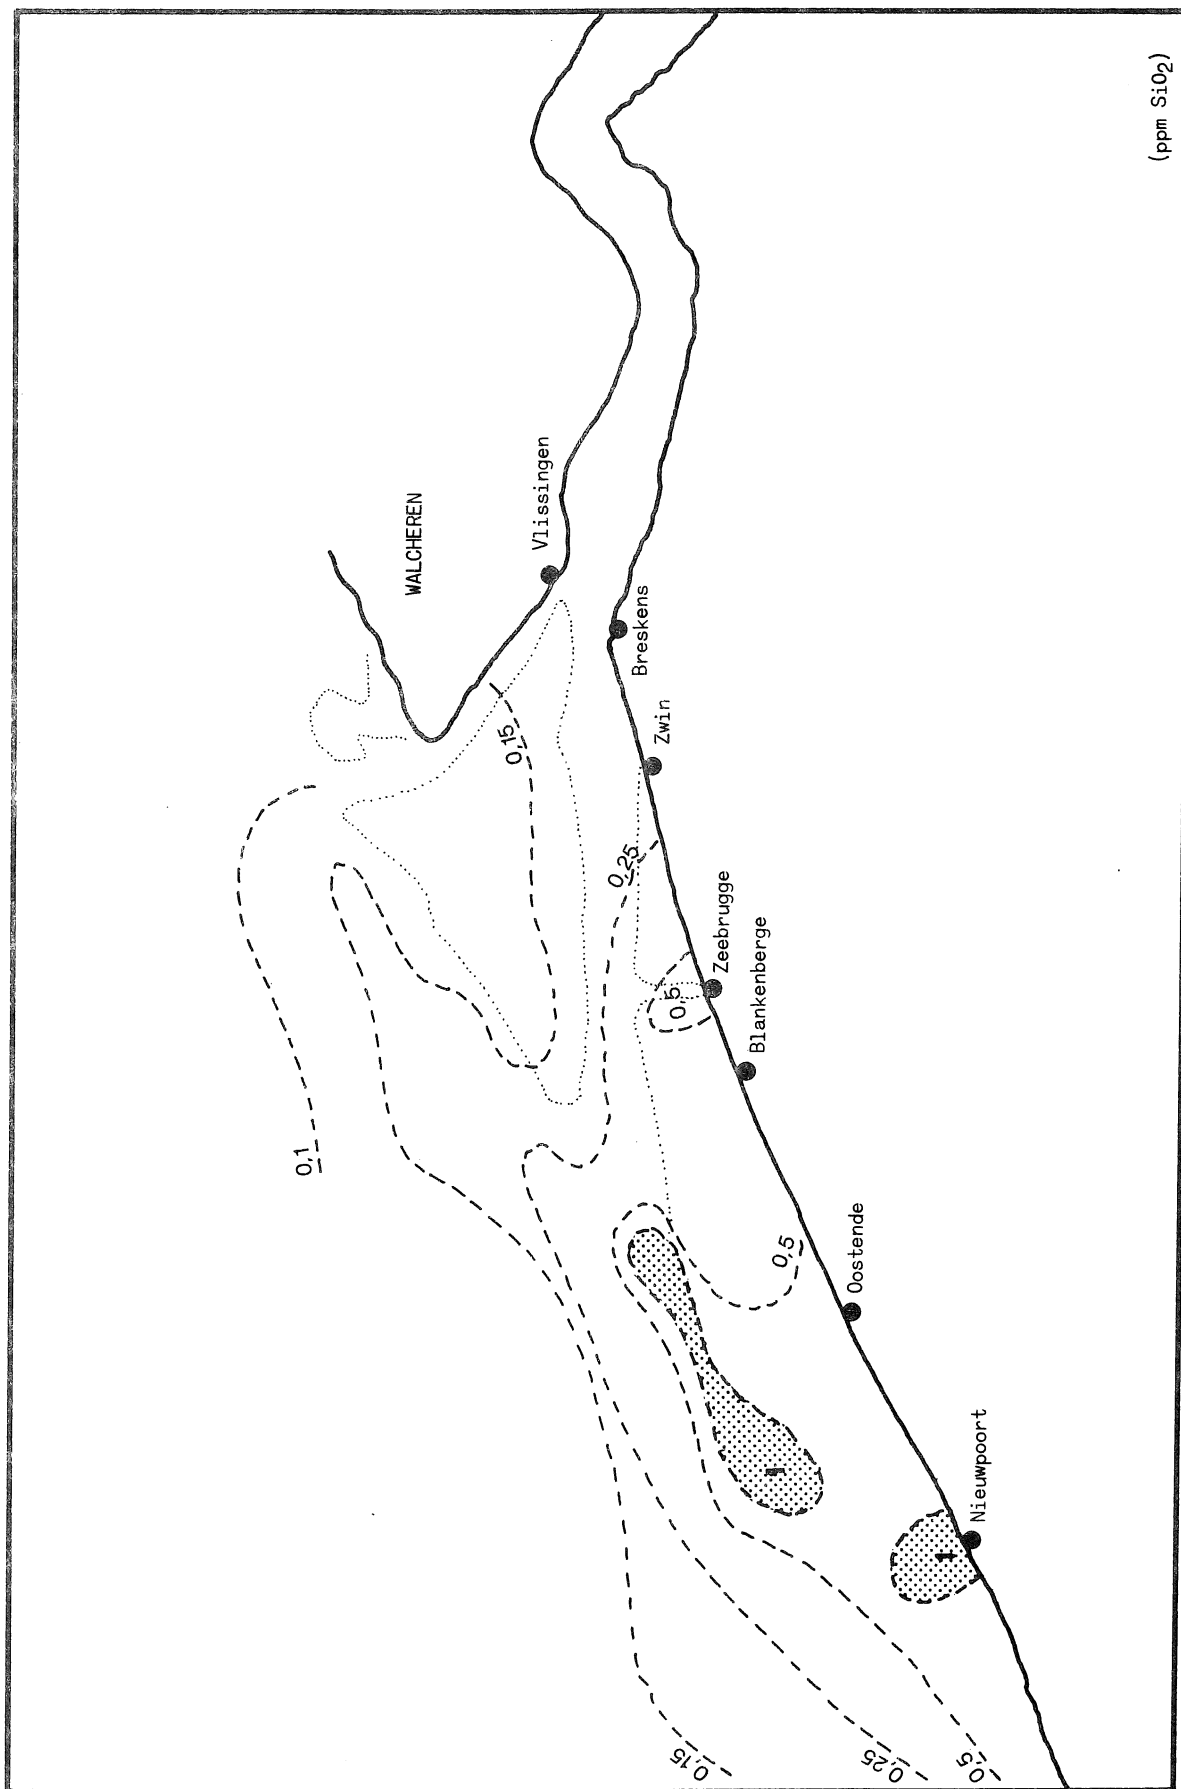 (ppm SiO2)
WALCHEREN
Vlissingen
Breskens
Zwin
Zeebrugge
Blankenberge
Oostende
Nieuwpoort
0,1
0,15
0,25
0,5
0,5
1
1
0,15
0,25
0,5